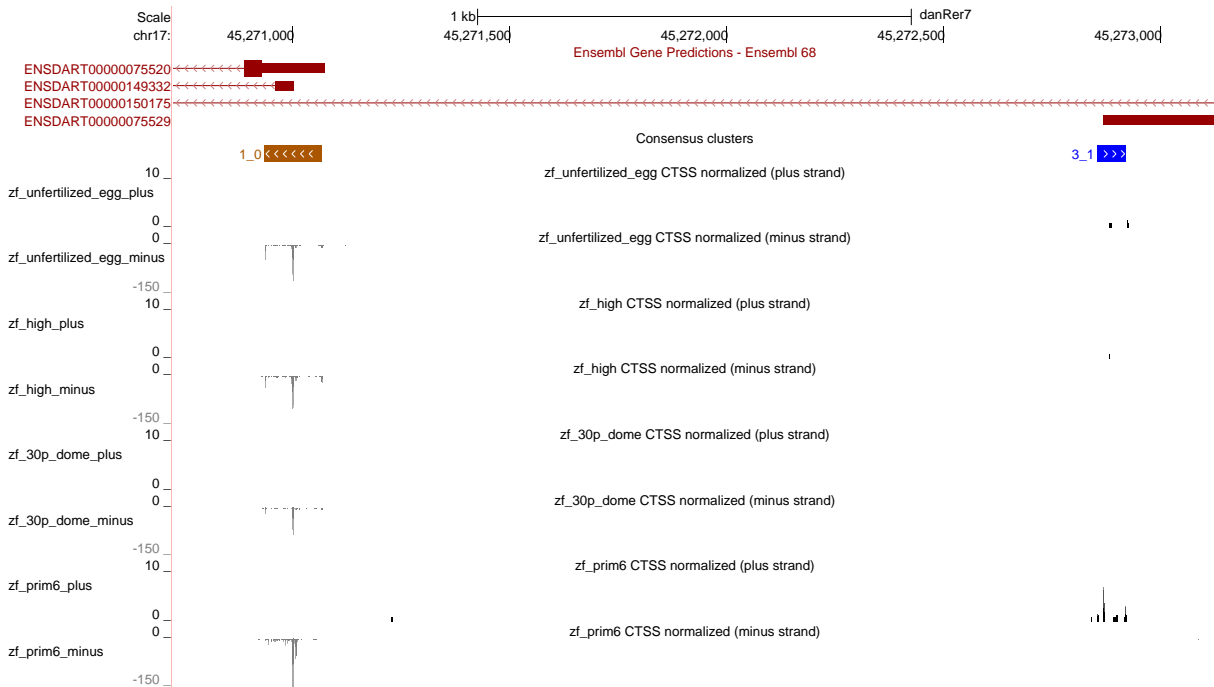 Scale 1 kb danRer7
chr17: 45,271,000 45,271,500 45,272,000 45,272,500 45,273,000
Ensembl Gene Predictions - Ensembl 68
ENSDART00000075520
ENSDART00000149332
ENSDART00000150175
ENSDART00000075529
Consensus clusters
1_0 3_1
zf_unfertilized_egg CTSS normalized (plus strand)
10
zf_unfertilized_egg_plus
0
zf_unfertilized_egg CTSS normalized (minus strand)
0
zf_unfertilized_egg_minus
-150
zf_high CTSS normalized (plus strand)
10
zf_high_plus
0
zf_high CTSS normalized (minus strand)
0
zf_high_minus
-150
zf_30p_dome CTSS normalized (plus strand)
10
zf_30p_dome_plus
0
zf_30p_dome CTSS normalized (minus strand)
0
zf_30p_dome_minus
-150
zf_prim6 CTSS normalized (plus strand)
10
zf_prim6_plus
0
zf_prim6 CTSS normalized (minus strand)
0
zf_prim6_minus
-150